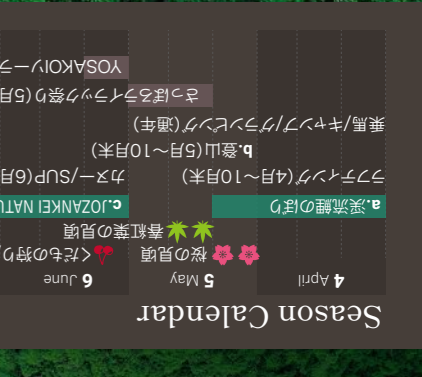 Season Calendar
4 April
5 May
6 June
桜の見頃
くだもの狩り
春紅葉の見頃
a.渓流鯉のぼり
c.JOZANKEI NATU
ラフティング(4月〜10月末)
カヌー/SUP(6月
b.登山(5月〜10月末)
乗馬/キャンプ/グランピング(通年)
さっぽろライラック祭り(5月
YOSAKOIソーラ